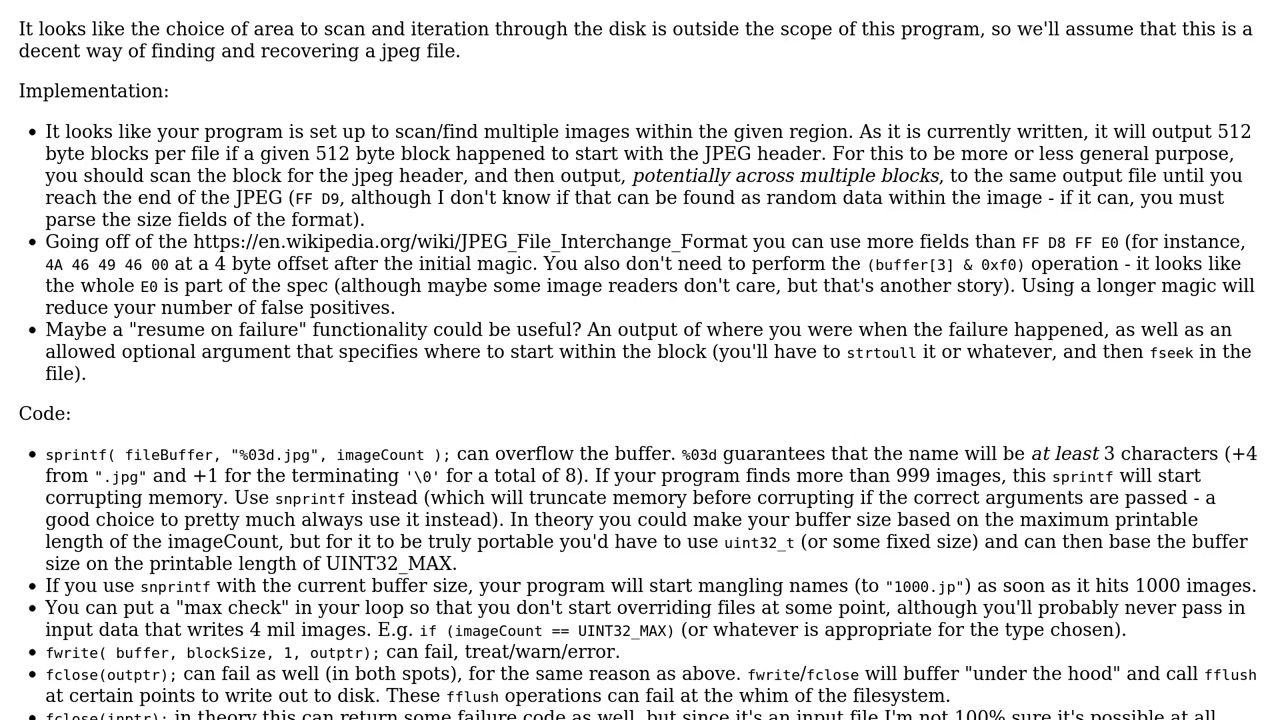 It looks like the choice of area to scan and iteration through the disk is outside the scope of this program, so we'll assume that this is a
decent way of finding and recovering a jpeg file.
Implementation:
• It looks like your program is set up to scan/find multiple images within the given region. As it is currently written, it will output 512
byte blocks per file if a given 512 byte block happened to start with the JPEG header. For this to be more or less general purpose,
you should scan the block for the jpeg header, and then output, potentially across multiple blocks, to the same output file until you
reach the end of the JPEG (FF D9, although I don't know if that can be found as random data within the image - if it can, you must
parse the size fields of the format).
• Going off of the https://en.wikipedia.org/wiki/JPEG_File_Interchange_Format you can use more fields than FF D8 FF E0 (for instance,
4A 46 49 46 00 at a 4 byte offset after the initial magic. You also don't need to perform the (buffer[3] & 0xf0) operation - it looks like
the whole E0 is part of the spec (although maybe some image readers don't care, but that's another story). Using a longer magic will
reduce your number of false positives.
• Maybe a "resume on failure" functionality could be useful? An output of where you were when the failure happened, as well as an
allowed optional argument that specifies where to start within the block (you'll have to strtoull it or whatever, and then fseek in the
file).
Code:
• sprintf( fileBuffer, "%03d.jpg", imageCount ); can overflow the buffer. %03d guarantees that the name will be at least 3 characters (+4
from ".jpg" and +1 for the terminating '\0' for a total of 8). If your program finds more than 999 images, this sprintf will start
corrupting memory. Use snprintf instead (which will truncate memory before corrupting if the correct arguments are passed - a
good choice to pretty much always use it instead). In theory you could make your buffer size based on the maximum printable
length of the imageCount, but for it to be truly portable you'd have to use uint32_t (or some fixed size) and can then base the buffer
size on the printable length of UINT32_MAX.
• If you use snprintf with the current buffer size, your program will start mangling names (to "1000.jp") as soon as it hits 1000 images.
• You can put a "max check" in your loop so that you don't start overriding files at some point, although you'll probably never pass in
input data that writes 4 mil images. E.g. if (imageCount == UINT32_MAX) (or whatever is appropriate for the type chosen).
• fwrite( buffer, blockSize, 1, outptr); can fail, treat/warn/error.
• fclose(outptr); can fail as well (in both spots), for the same reason as above. fwrite/fclose will buffer "under the hood" and call fflush
at certain points to write out to disk. These fflush operations can fail at the whim of the filesystem.
• fclose(inptr); in theory this can return some failure code as well, but since it's an input file I'm not 100% sure it's possible at all.